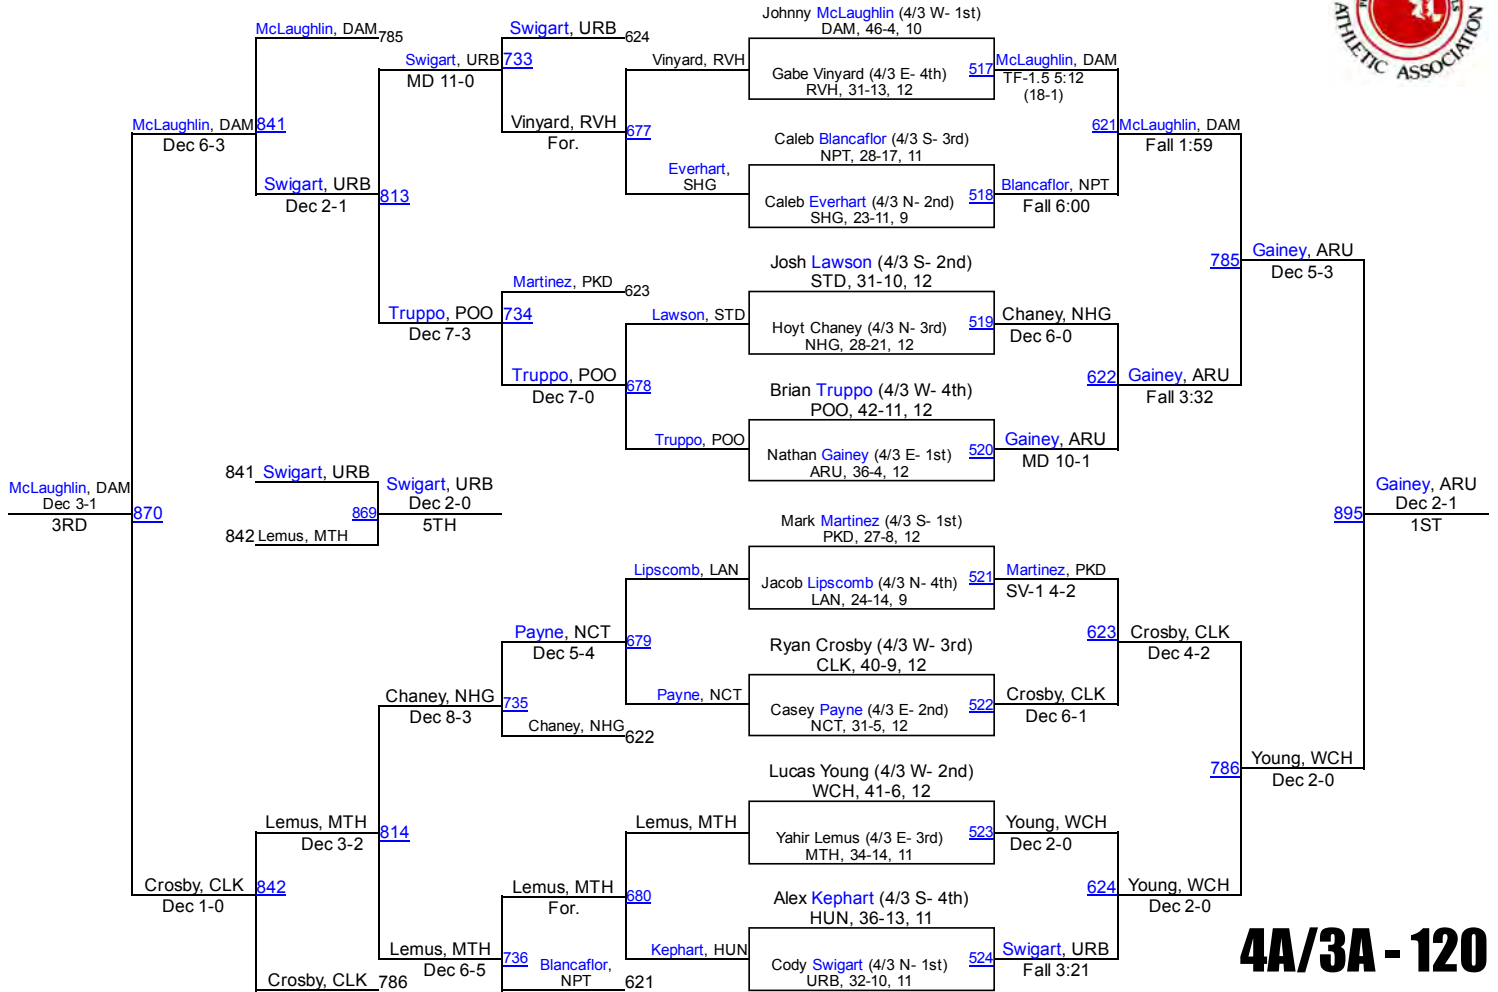 McLaughlin, DAM 785
McLaughlin, DAM 841
Dec 6-3
Swigart, URB
Dec 2-1
Swigart, URB 733
MD 11-0
813
Swigart, URB 624
Vinyard, RVH
For.
677
Vinyard, RVH
Everhart,
SHG
Truppo, POO 734
Dec 7-3
Martinez, PKD 623
Truppo, POO
Dec 7-0
678
Lawson, STD
Truppo, POO
Johnny McLaughlin (4/3 W- 1st)
DAM, 46-4, 10
Gabe Vinyard (4/3 E- 4th) 517
RVH, 31-13, 12
Caleb Blancaflor (4/3 S- 3rd)
NPT, 28-17, 11
Caleb Everhart (4/3 N- 2nd) 518
SHG, 23-11, 9
Josh Lawson (4/3 S- 2nd)
STD, 31-10, 12
Hoyt Chaney (4/3 N- 3rd) 519
NHG, 28-21, 12
Brian Truppo (4/3 W- 4th)
POO, 42-11, 12
Nathan Gainey (4/3 E- 1st) 520
ARU, 36-4, 12
McLaughlin, DAM
TF-1.5 5:12
(18-1)
621 McLaughlin, DAM
Fall 1:59
Blancaflor, NPT
Fall 6:00
785
Gainey, ARU
Dec 5-3
Chaney, NHG
Dec 6-0
622 Gainey, ARU
Fall 3:32
Gainey, ARU
MD 10-1
ATHLETIC ASSOCIATION
McLaughlin, DAM
Dec 3-1
3RD
870
841 Swigart, URB
869
842 Lemus, MTH
Swigart, URB
Dec 2-0
5TH
895
Gainey, ARU
Dec 2-1
1ST
Lipscomb, LAN
Payne, NCT
Dec 5-4
679
Payne, NCT
Chaney, NHG
Dec 8-3
735
Chaney, NHG 622
Lemus, MTH
Dec 3-2
814
Crosby, CLK 842
Dec 1-0
Lemus, MTH
Lemus, MTH
For.
680
Kephart, HUN
Lemus, MTH
Dec 6-5
736
Blancaflor,
NPT 621
Crosby, CLK 786
Mark Martinez (4/3 S- 1st)
PKD, 27-8, 12
Jacob Lipscomb (4/3 N- 4th) 521
LAN, 24-14, 9
Ryan Crosby (4/3 W- 3rd)
CLK, 40-9, 12
Casey Payne (4/3 E- 2nd) 522
NCT, 31-5, 12
Lucas Young (4/3 W- 2nd)
WCH, 41-6, 12
Yahir Lemus (4/3 E- 3rd) 523
MTH, 34-14, 11
Alex Kephart (4/3 S- 4th)
HUN, 36-13, 11
Cody Swigart (4/3 N- 1st) 524
URB, 32-10, 11
Martinez, PKD
SV-1 4-2
623 Crosby, CLK
Dec 4-2
Crosby, CLK
Dec 6-1
786
Young, WCH
Dec 2-0
Young, WCH
Dec 2-0
624 Young, WCH
Dec 2-0
Swigart, URB
Fall 3:21
4A/3A - 120